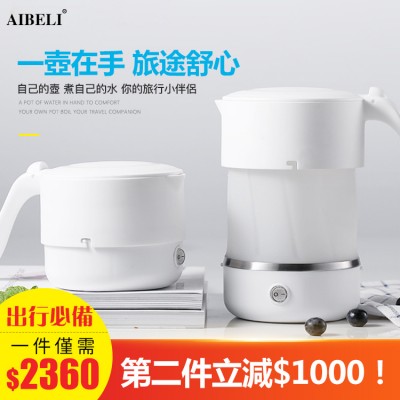 AIBELI®
一壺在手 旅途舒心
自己的壺 煮自己的水 你的旅行小伴侶
A POT OF WATER IN HAND TO COMFORT
YOUR OWN POT BOIL YOUR TRAVEL COMPANION
出行必備
一件僅需
$2360
第二件立減$1000！